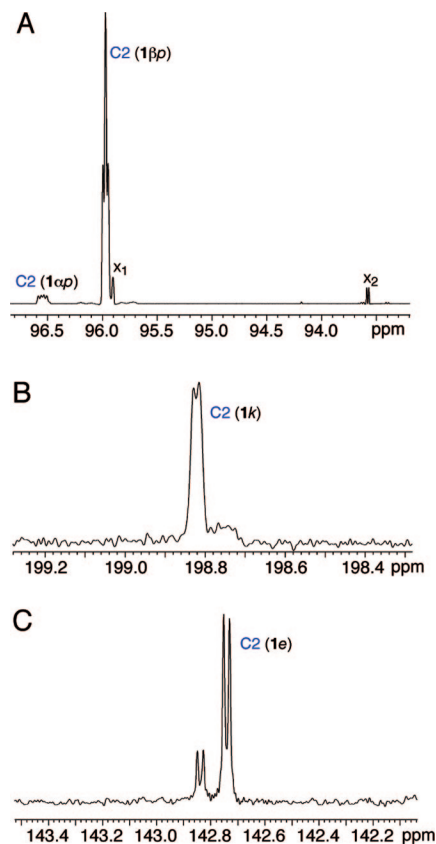 A
C2 (1βp)
C2 (1αp)
x1
x2
96.5 96.0 95.5 95.0 94.5 94.0 ppm
B
C2 (1k)
199.2 199.0 198.8 198.6 198.4 ppm
C
C2 (1e)
143.4 143.2 143.0 142.8 142.6 142.4 142.2 ppm